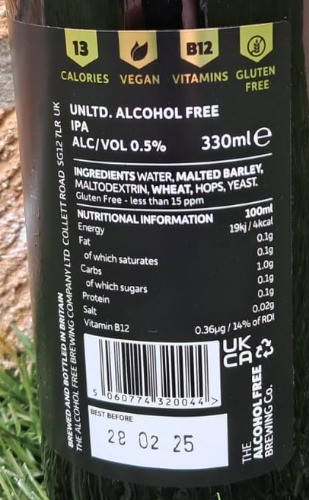 13 B12
CALORIES VEGAN VITAMINS GLUTEN FREE
UNLTD. ALCOHOL FREE
IPA
ALC/VOL 0.5% 330ml e
INGREDIENTS WATER, MALTED BARLEY,
MALTODEXTRIN, WHEAT, HOPS, YEAST.
Gluten Free - less than 15 ppm
NUTRITIONAL INFORMATION 100ml
Energy 19kj / 4kcal
Fat 0.1g
of which saturates 0.1g
Carbs 1.0g
of which sugars 0.1g
Protein 0.1g
Salt 0.02g
Vitamin B12 0.36µg / 14% of RDI
5 060774 320044 >
UK
CA
BEST BEFORE
28 02 25
THE
ALCOHOL FREE
BREWING Co.
BREWED AND BOTTLED IN BRITAIN
THE ALCOHOL FREE BREWING COMPANY LTD COLLETT ROAD SG12 7LR UK